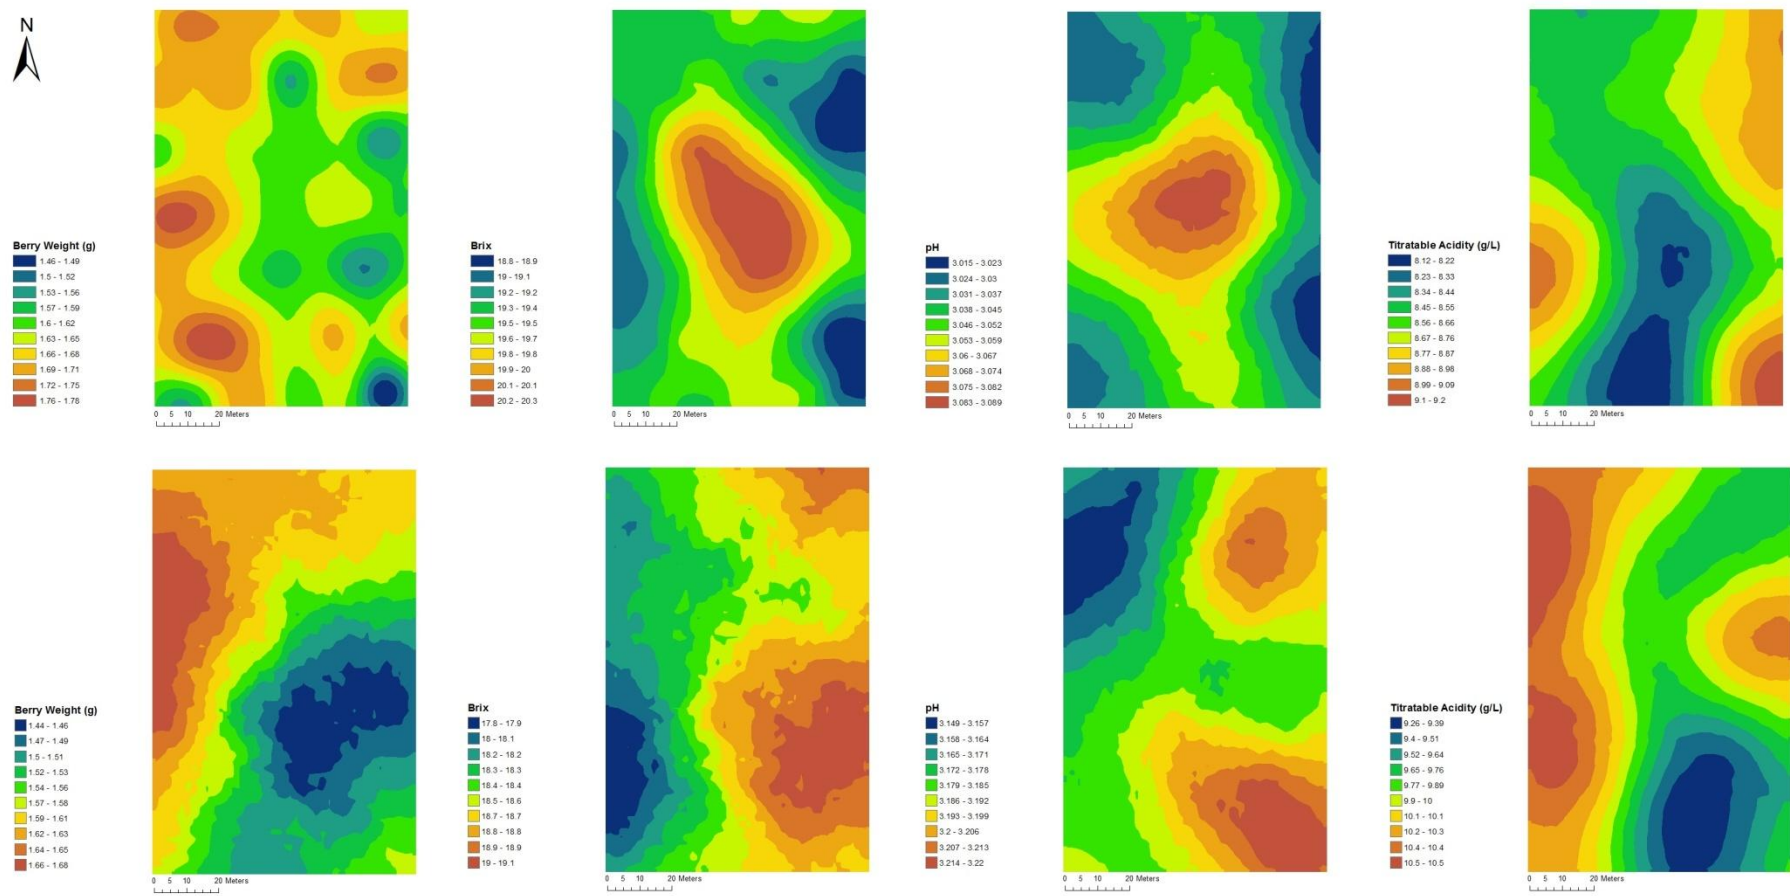 N
Berry Weight (g)
1.46 - 1.49
1.5 - 1.52
1.53 - 1.56
1.57 - 1.59
1.6 - 1.62
1.63 - 1.65
1.66 - 1.68
1.69 - 1.71
1.72 - 1.75
1.76 - 1.78
0 5 10 20 Meters
Brix
18.8 - 18.9
19 - 19.1
19.2 - 19.2
19.3 - 19.4
19.5 - 19.5
19.6 - 19.7
19.8 - 19.8
19.9 - 20
20.1 - 20.1
20.2 - 20.3
0 5 10 20 Meters
pH
3.015 - 3.023
3.024 - 3.03
3.031 - 3.037
3.038 - 3.045
3.046 - 3.052
3.053 - 3.059
3.06 - 3.067
3.068 - 3.074
3.075 - 3.082
3.083 - 3.089
0 5 10 20 Meters
Titratable Acidity (g/L)
8.12 - 8.22
8.23 - 8.33
8.34 - 8.44
8.45 - 8.55
8.56 - 8.66
8.67 - 8.76
8.77 - 8.87
8.88 - 8.98
8.99 - 9.09
9.1 - 9.2
0 5 10 20 Meters
Berry Weight (g)
1.44 - 1.46
1.47 - 1.49
1.5 - 1.51
1.52 - 1.53
1.54 - 1.56
1.57 - 1.58
1.59 - 1.61
1.62 - 1.63
1.64 - 1.65
1.66 - 1.68
0 5 10 20 Meters
Brix
17.8 - 17.9
18 - 18.1
18.2 - 18.2
18.3 - 18.3
18.4 - 18.4
18.5 - 18.6
18.7 - 18.7
18.8 - 18.8
18.9 - 18.9
19 - 19.1
0 5 10 20 Meters
pH
3.149 - 3.157
3.158 - 3.164
3.165 - 3.171
3.172 - 3.178
3.179 - 3.185
3.186 - 3.192
3.193 - 3.199
3.2 - 3.206
3.207 - 3.213
3.214 - 3.22
0 5 10 20 Meters
Titratable Acidity (g/L)
9.26 - 9.39
9.4 - 9.51
9.52 - 9.64
9.65 - 9.76
9.77 - 9.89
9.9 - 10
10.1 - 10.1
10.2 - 10.3
10.4 - 10.4
10.5 - 10.5
0 5 10 20 Meters